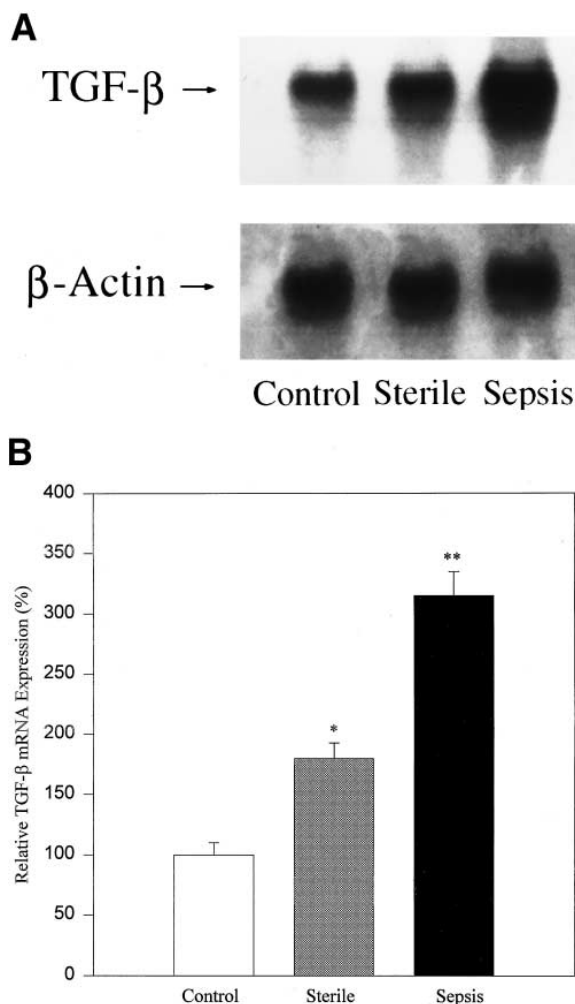 A
TGF-β →
β-Actin →
Control Sterile Sepsis
B
Relative TGF-β mRNA Expression (%)
400
350
300
250
200
150
100
50
0
*
**
Control Sterile Sepsis